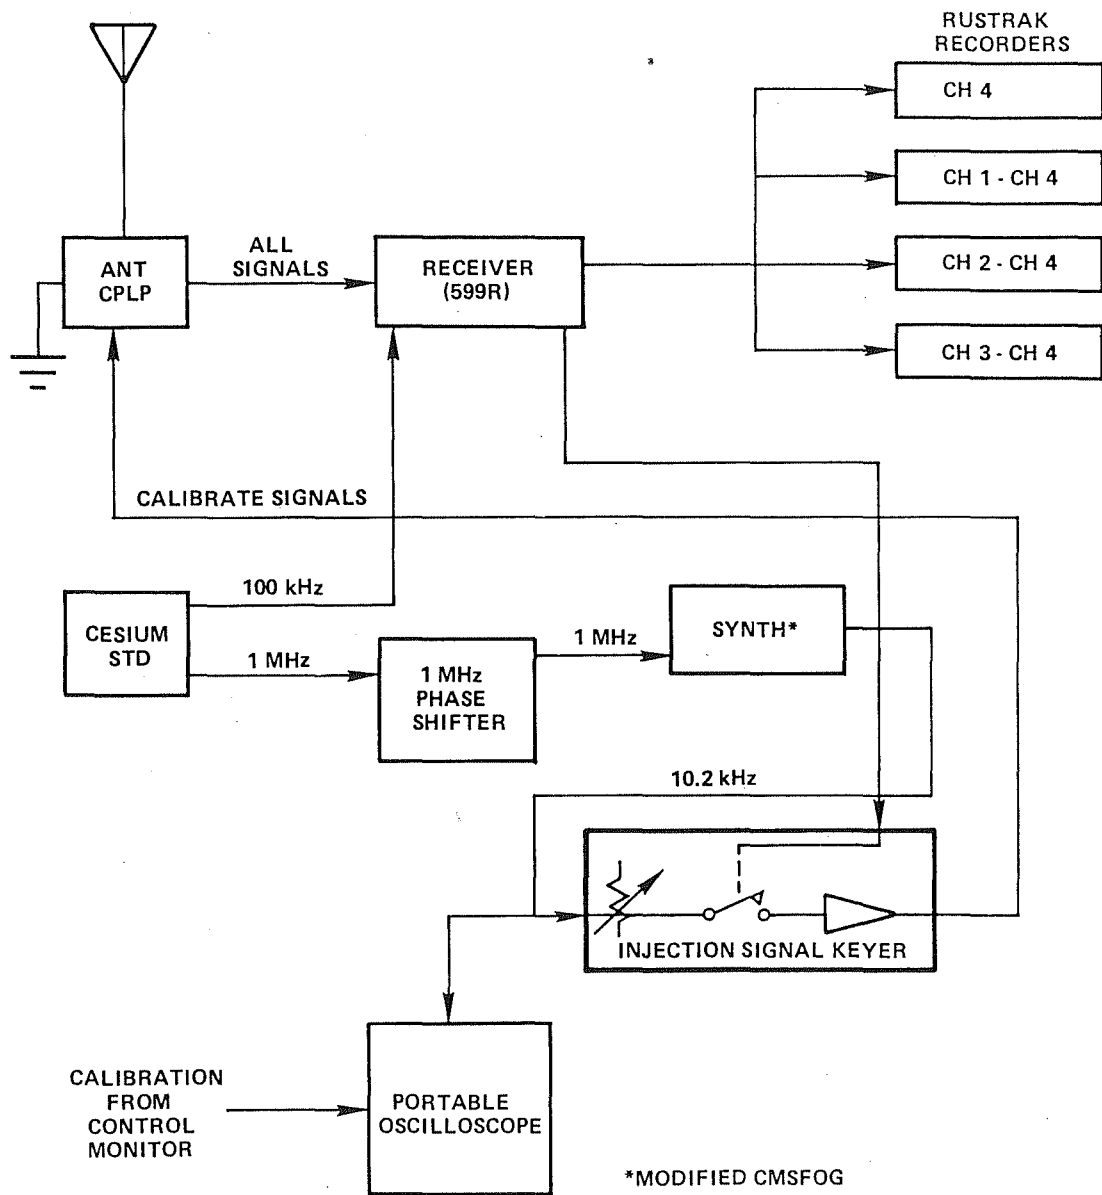 RUSTRAK
RECORDERS
CH 4
CH 1 - CH 4
CH 2 - CH 4
CH 3 - CH 4
ANT
CPLP
ALL
SIGNALS
RECEIVER
(599R)
CALIBRATE SIGNALS
100 kHz
CESIUM
STD
1 MHz
1 MHz
PHASE
SHIFTER
1 MHz
SYNTH*
10.2 kHz
INJECTION SIGNAL KEYER
CALIBRATION
FROM
CONTROL
MONITOR
PORTABLE
OSCILLOSCOPE
*MODIFIED CMSFOG